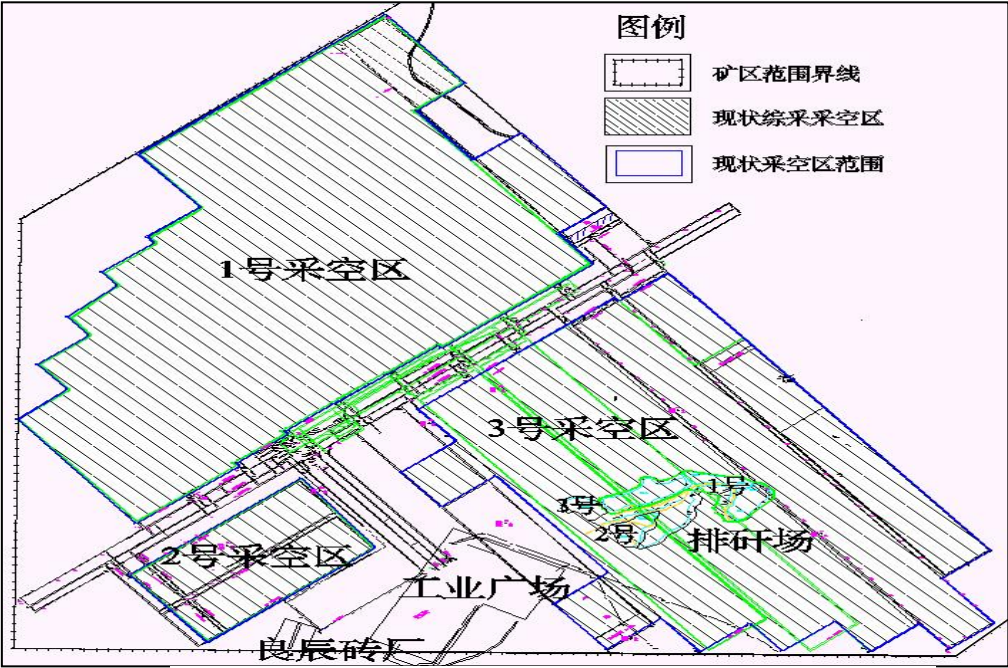 图例
矿区范围界线
现状综采采空区
现状采空区范围
1号采空区
3号采空区
1号
3号
2号
排矸场
2号采空区
工业广场
良辰砖厂